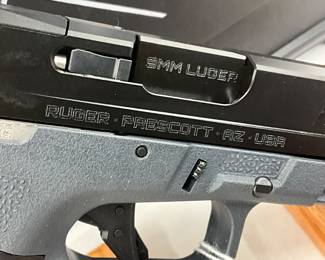 9MM LUGER
RUGER · PRESCOTT · AZ · USA